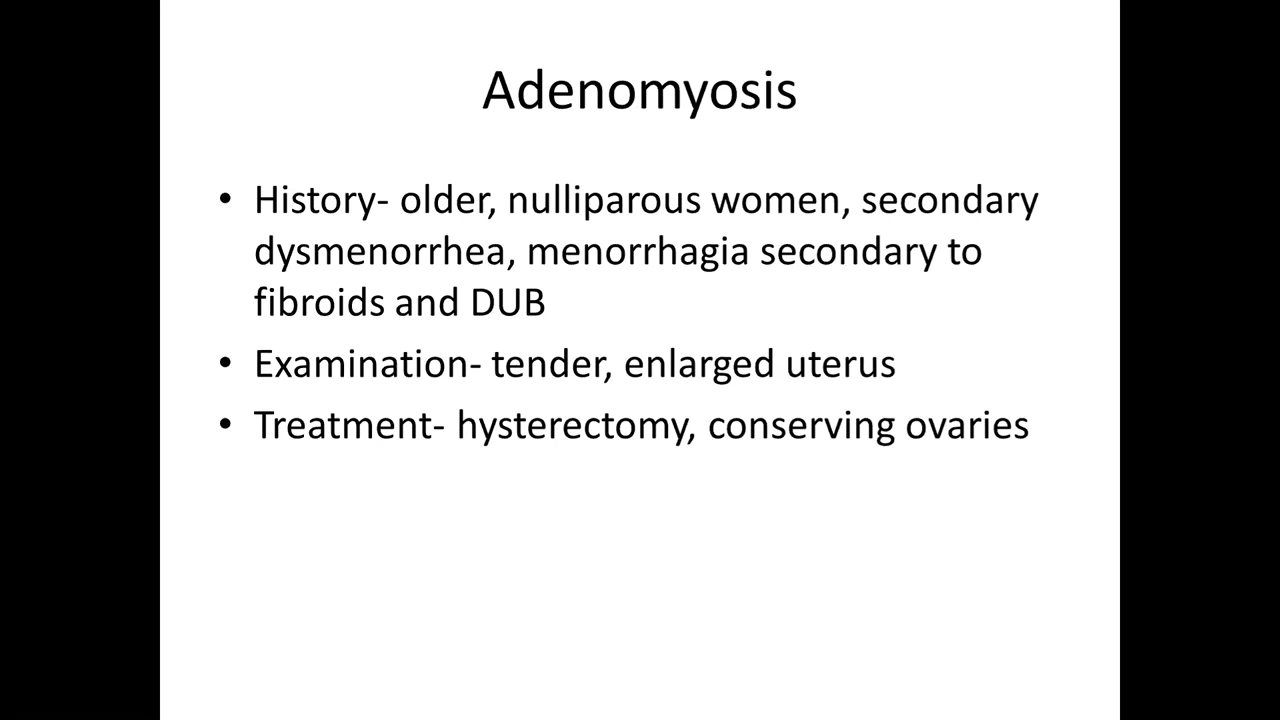 Adenomyosis
• History- older, nulliparous women, secondary
dysmenorrhea, menorrhagia secondary to
fibroids and DUB
• Examination- tender, enlarged uterus
• Treatment- hysterectomy, conserving ovaries